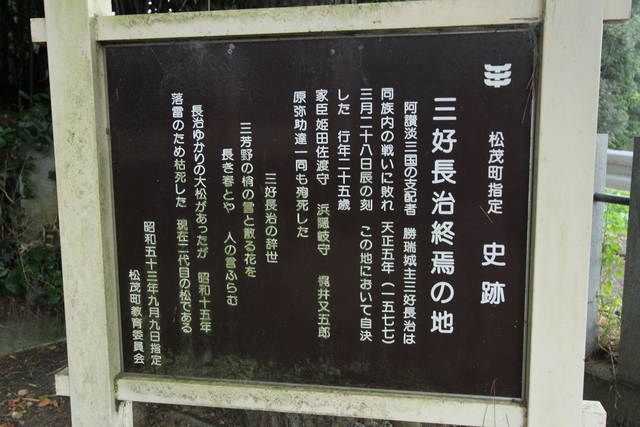 松茂町指定 史跡
三好長治終焉の地
阿讃淡三国の支配者 勝瑞城主三好長治は
同族内の戦いに敗れ 天正五年(一五七七)
三月二十八日辰の刻 この地において自決
した 行年二十五歳
家臣姫田佐渡守 浜隠岐守 梶井又五郎
原弥助達一同も殉死した
三好長治の辞世
三芳野の梢の雪と散る花を
長き春とや 人の言ふらむ
長治ゆかりの大松があったが 昭和十五年
落雷のため枯死した 現在二代目の松である
昭和五十三年九月九日指定
松茂町教育委員会